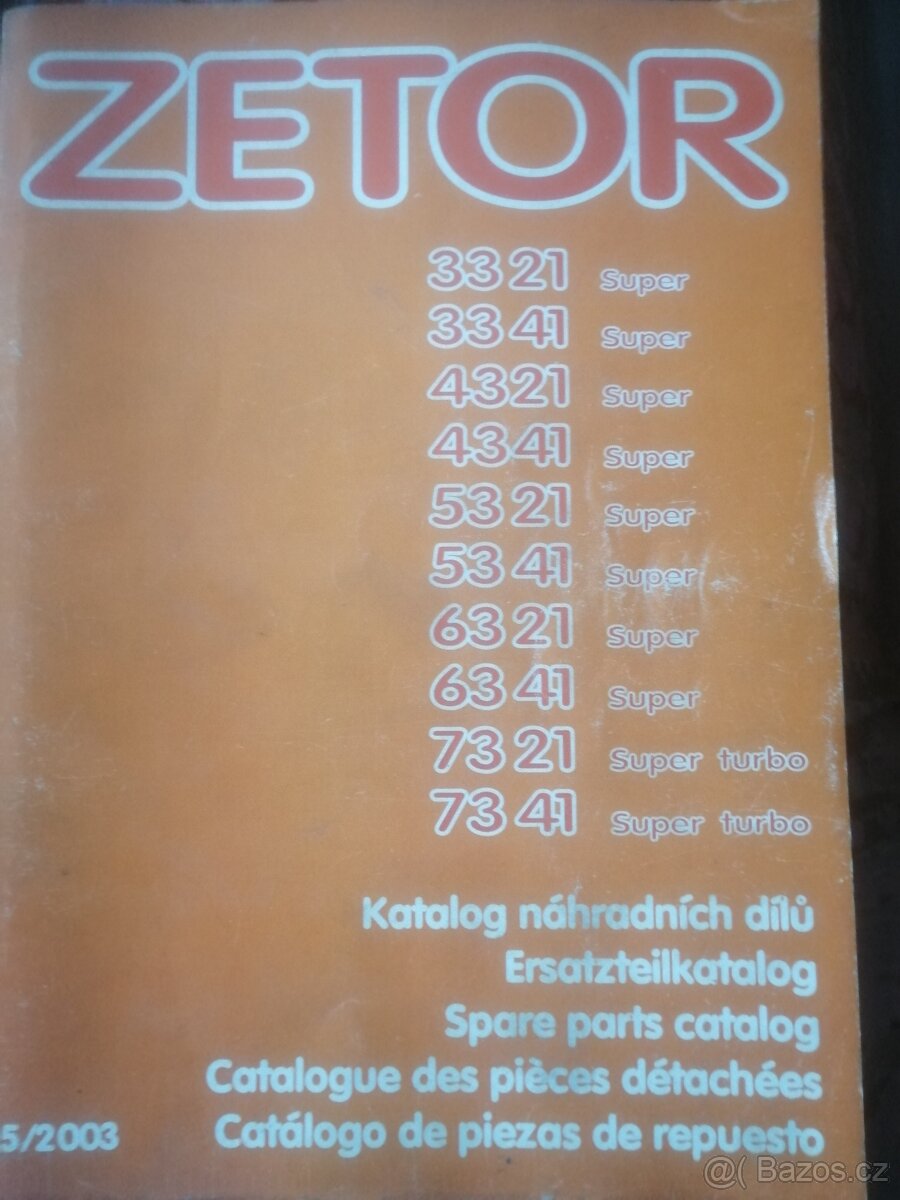 ZETOR
3321 Super
3341 Super
4321 Super
4341 Super
5321 Super
5341 Super
6321 Super
6341 Super
7321 Super turbo
7341 Super turbo
Katalog náhradních dílů
Ersatzteilkatalog
Spare parts catalog
Catalogue des pièces détachées
5/2003 Catálogo de piezas de repuesto
@( Bazos.cz